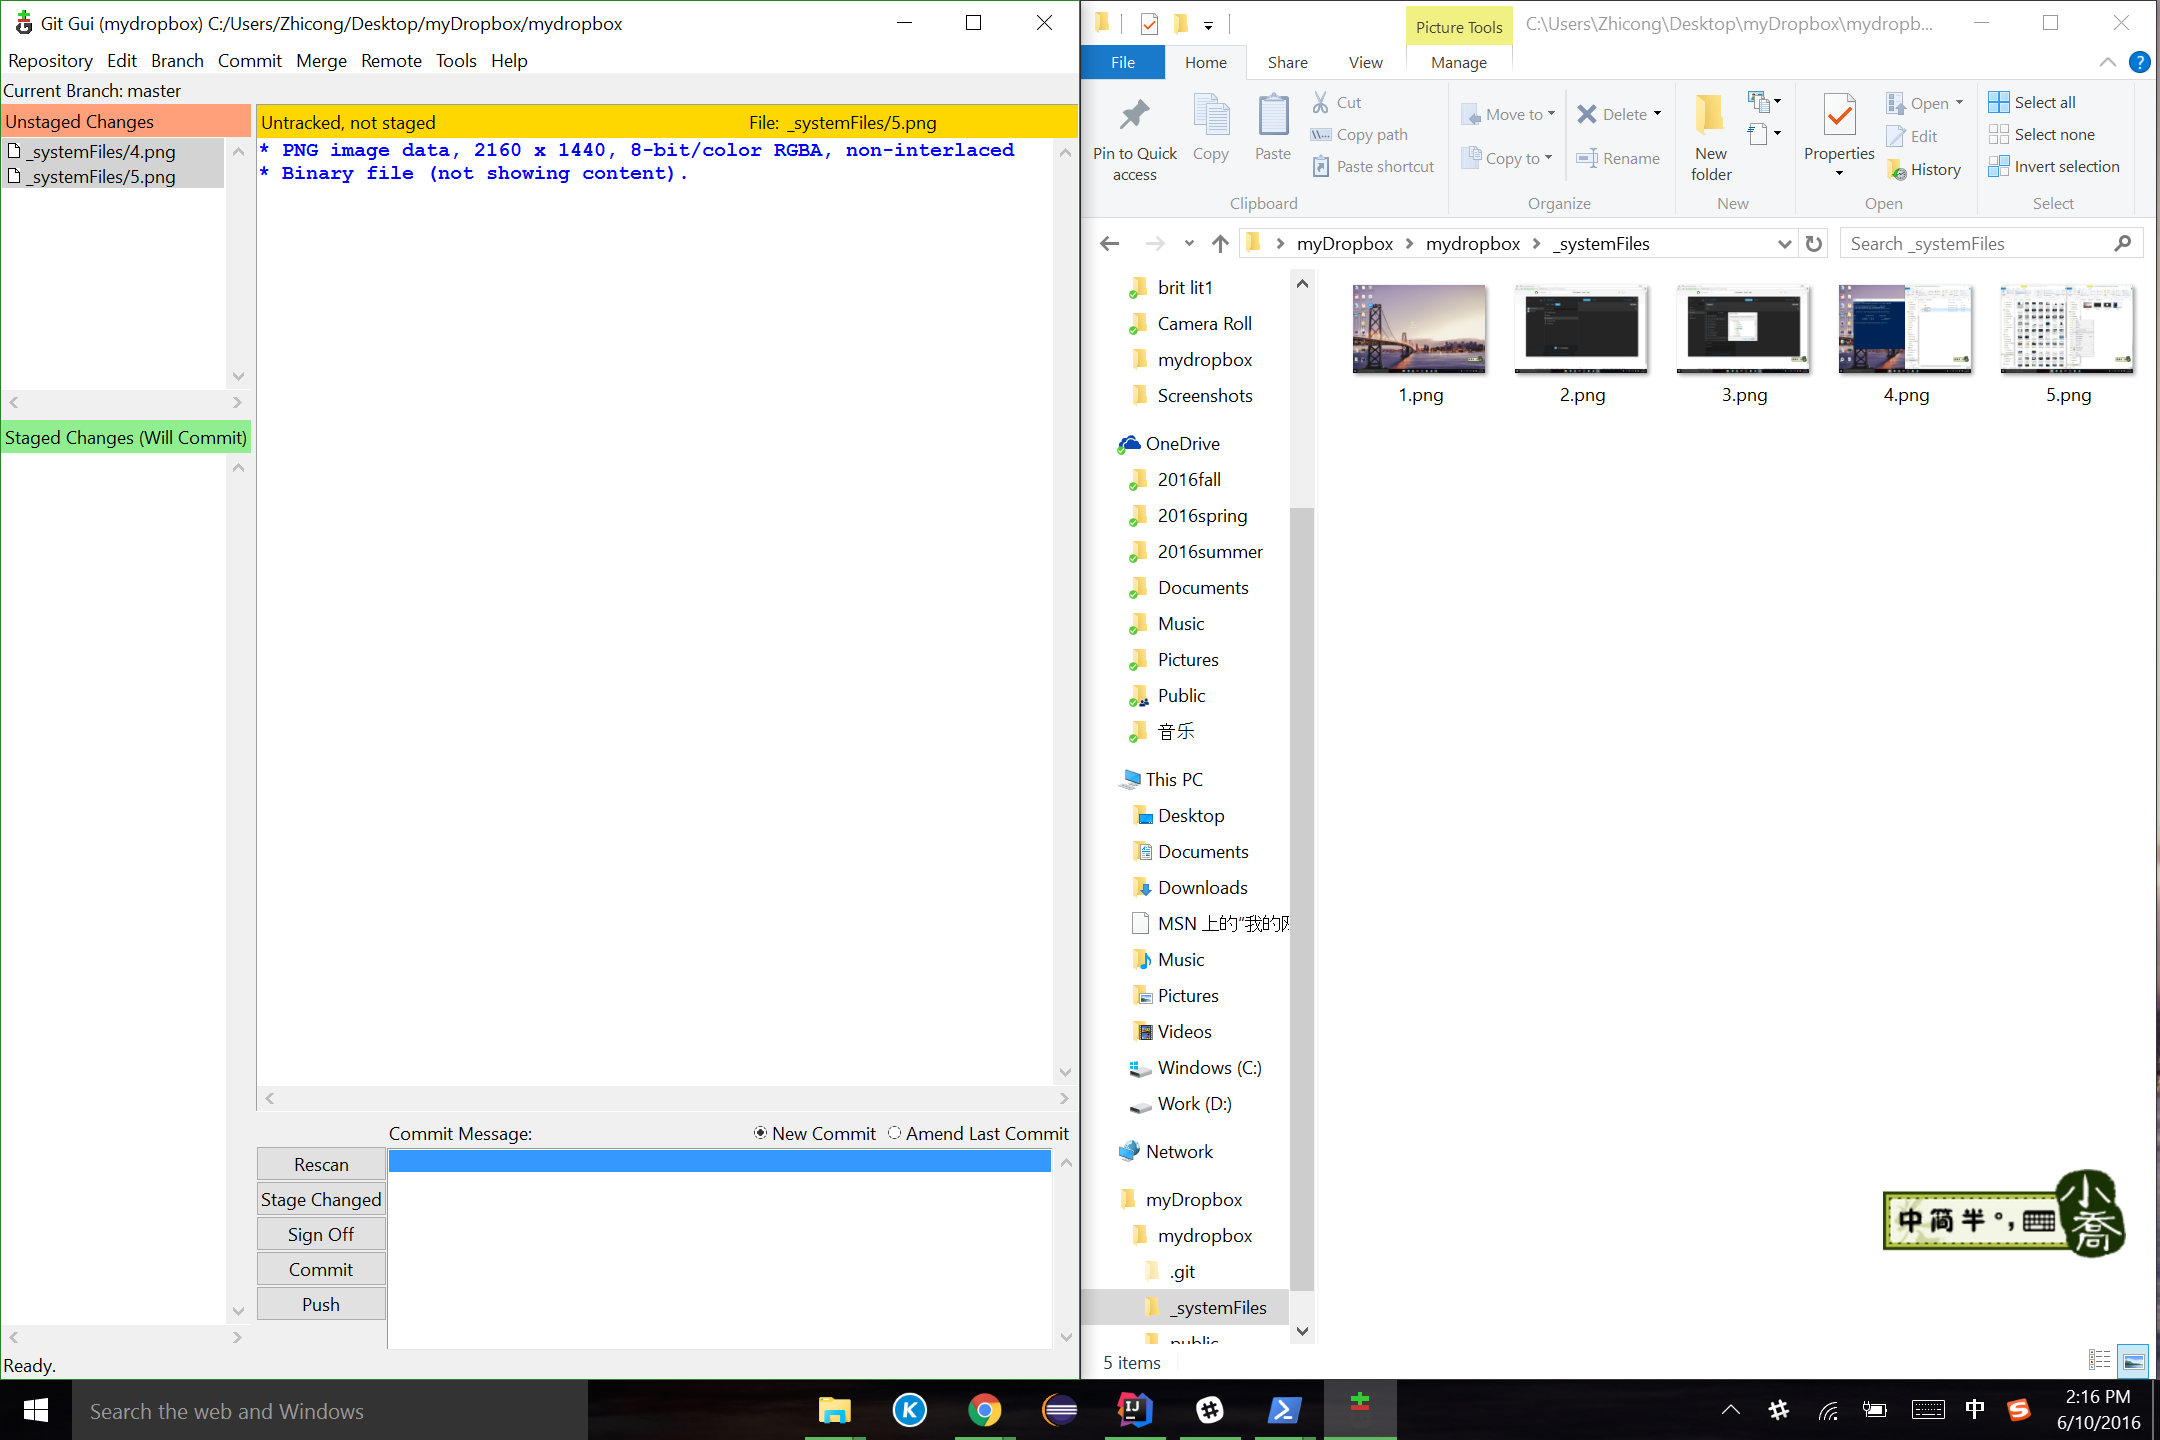 Git Gui (mydropbox) C:/Users/Zhicong/Desktop/myDropbox/mydropbox
Repository Edit Branch Commit Merge Remote Tools Help
Current Branch: master
Unstaged Changes
_systemFiles/4.png
_systemFiles/5.png
Staged Changes (Will Commit)
Untracked, not staged File: _systemFiles/5.png
* PNG image data, 2160 x 1440, 8-bit/color RGBA, non-interlaced
* Binary file (not showing content).
Commit Message: New Commit Amend Last Commit
Rescan
Stage Changed
Sign Off
Commit
Push
Ready.
Picture Tools C:\Users\Zhicong\Desktop\myDropbox\mydropb...
File Home Share View Manage
Pin to Quick access
Copy
Paste
Cut
Copy path
Paste shortcut
Clipboard
Move to
Copy to
Delete
Rename
Organize
New folder
New
Properties
Open
Edit
History
Open
Select all
Select none
Invert selection
Select
myDropbox mydropbox _systemFiles
Search _systemFiles
brit lit1
Camera Roll
mydropbox
Screenshots
OneDrive
2016fall
2016spring
2016summer
Documents
Music
Pictures
Public
音乐
This PC
Desktop
Documents
Downloads
MSN 上的“我的
Music
Pictures
Videos
Windows (C:)
Work (D:)
Network
myDropbox
mydropbox
.git
_systemFiles
public
1.png
2.png
3.png
4.png
5.png
5 items
中简半°,
小喬
Search the web and Windows
中
2:16 PM
6/10/2016